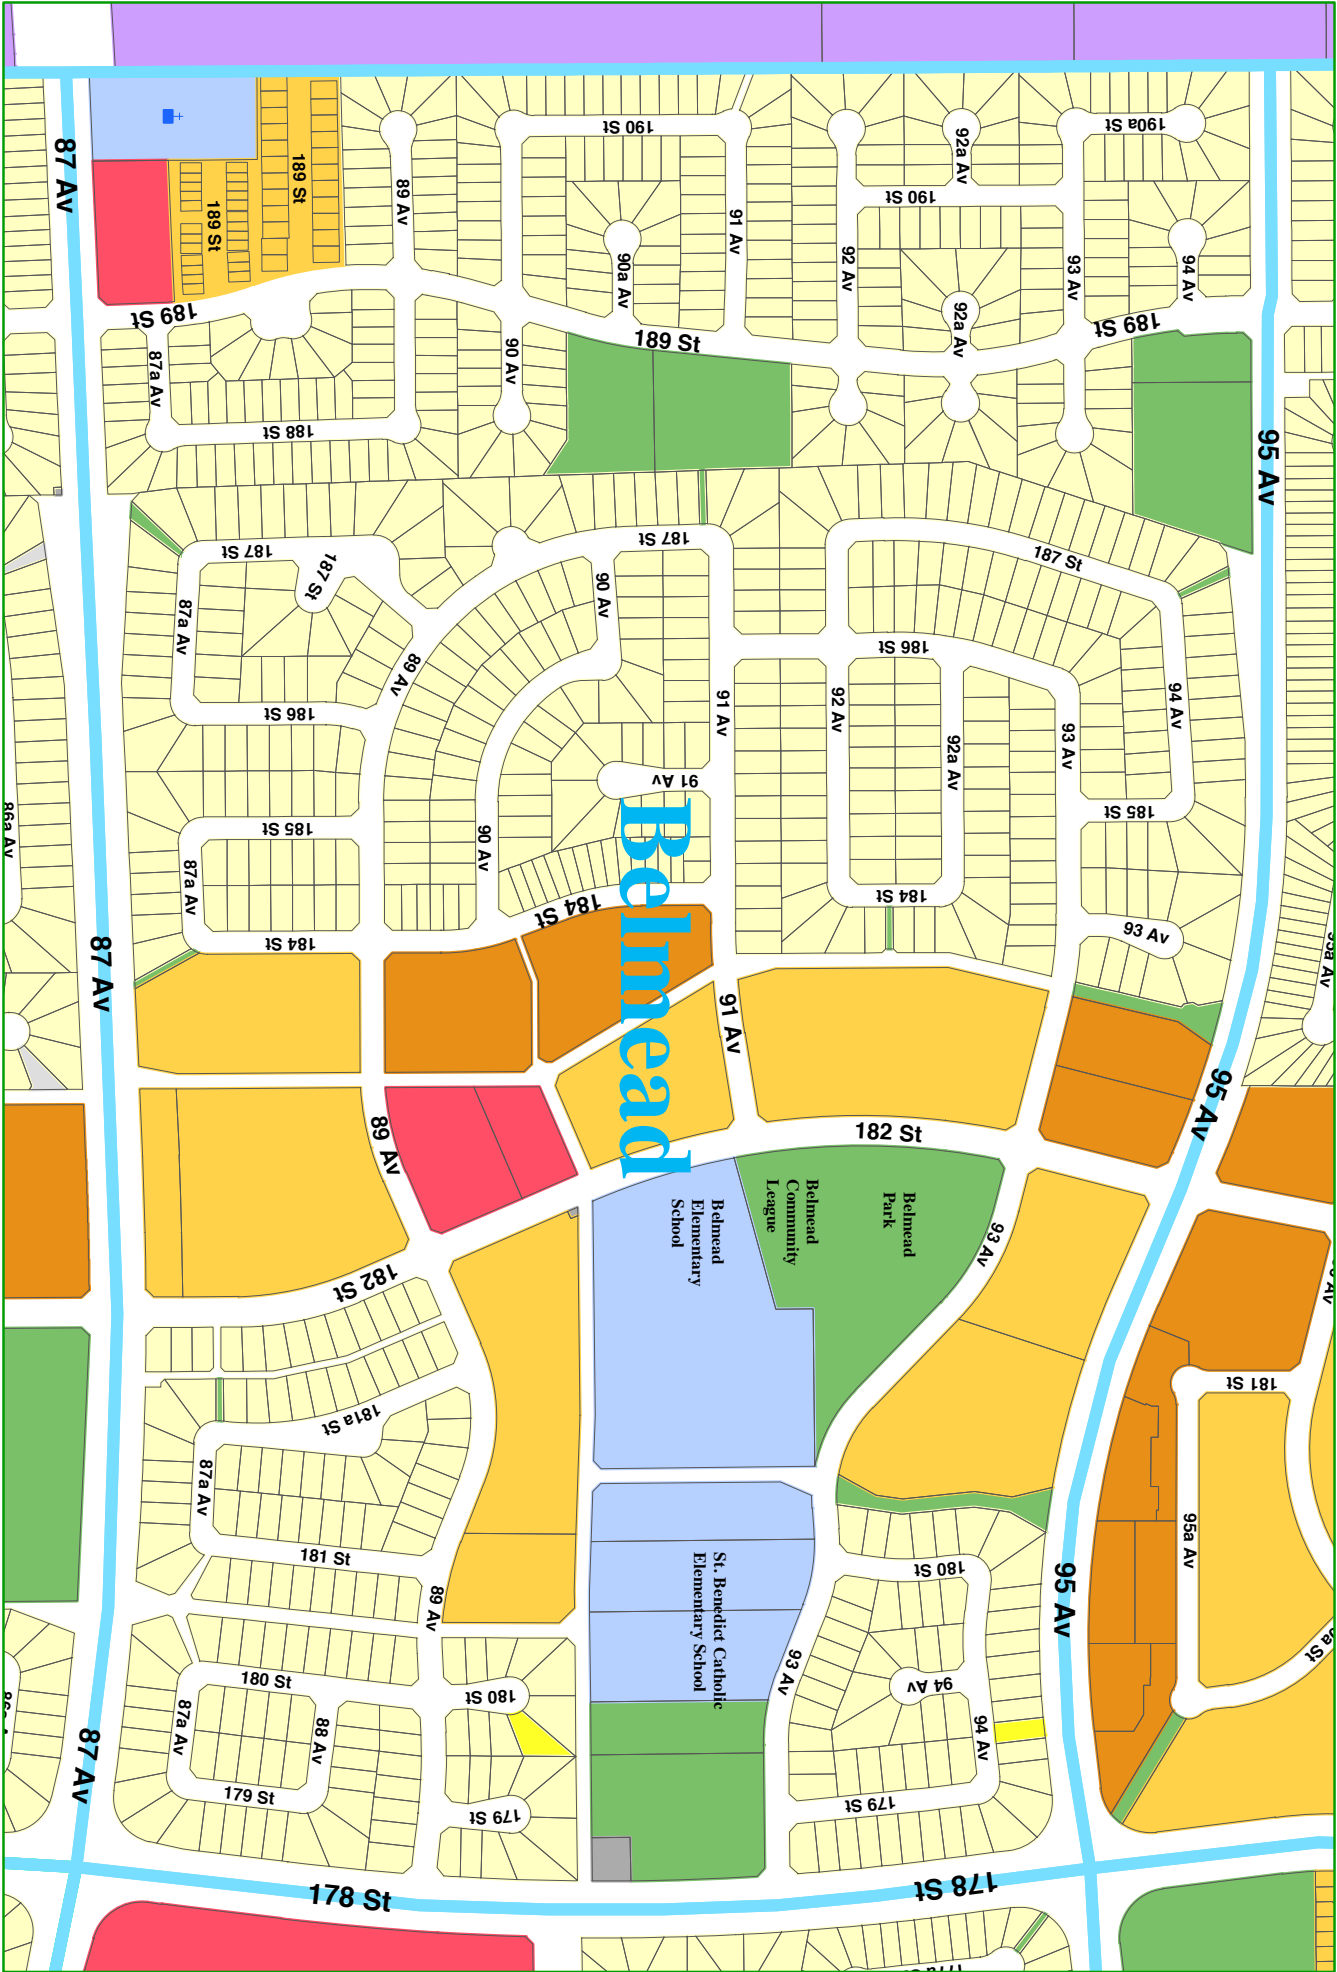 190 St
190a St
87 Av
189 St
92a Av
89 Av
190 St
189 St
91 Av
92 Av
93 Av
94 Av
90a Av
92a Av
189 St
189 St
189 St
90 Av
87a Av
188 St
95 Av
187 St
187 St
187 St
187 St
90 Av
87a Av
89 Av
186 St
91 Av
92 Av
94 Av
186 St
93 Av
92a Av
91 Av
185 St
185 St
86a Av
90 Av
87a Av
184 St
184 St
184 St
93 Av
87 Av
95a Av
Belmead
91 Av
95 Av
89 Av
182 St
Belmead
Park
Belmead
Community
League
Belmead
Elementary
School
93 Av
182 St
181 St
181a St
87a Av
95a Av
181 St
180 St
89 Av
95 Av
St. Benedict Catholic
Elementary School
93 Av
180 St
180 St
94 Av
87a Av
88 Av
94 Av
87 Av
179 St
179 St
179 St
178 St
178 St